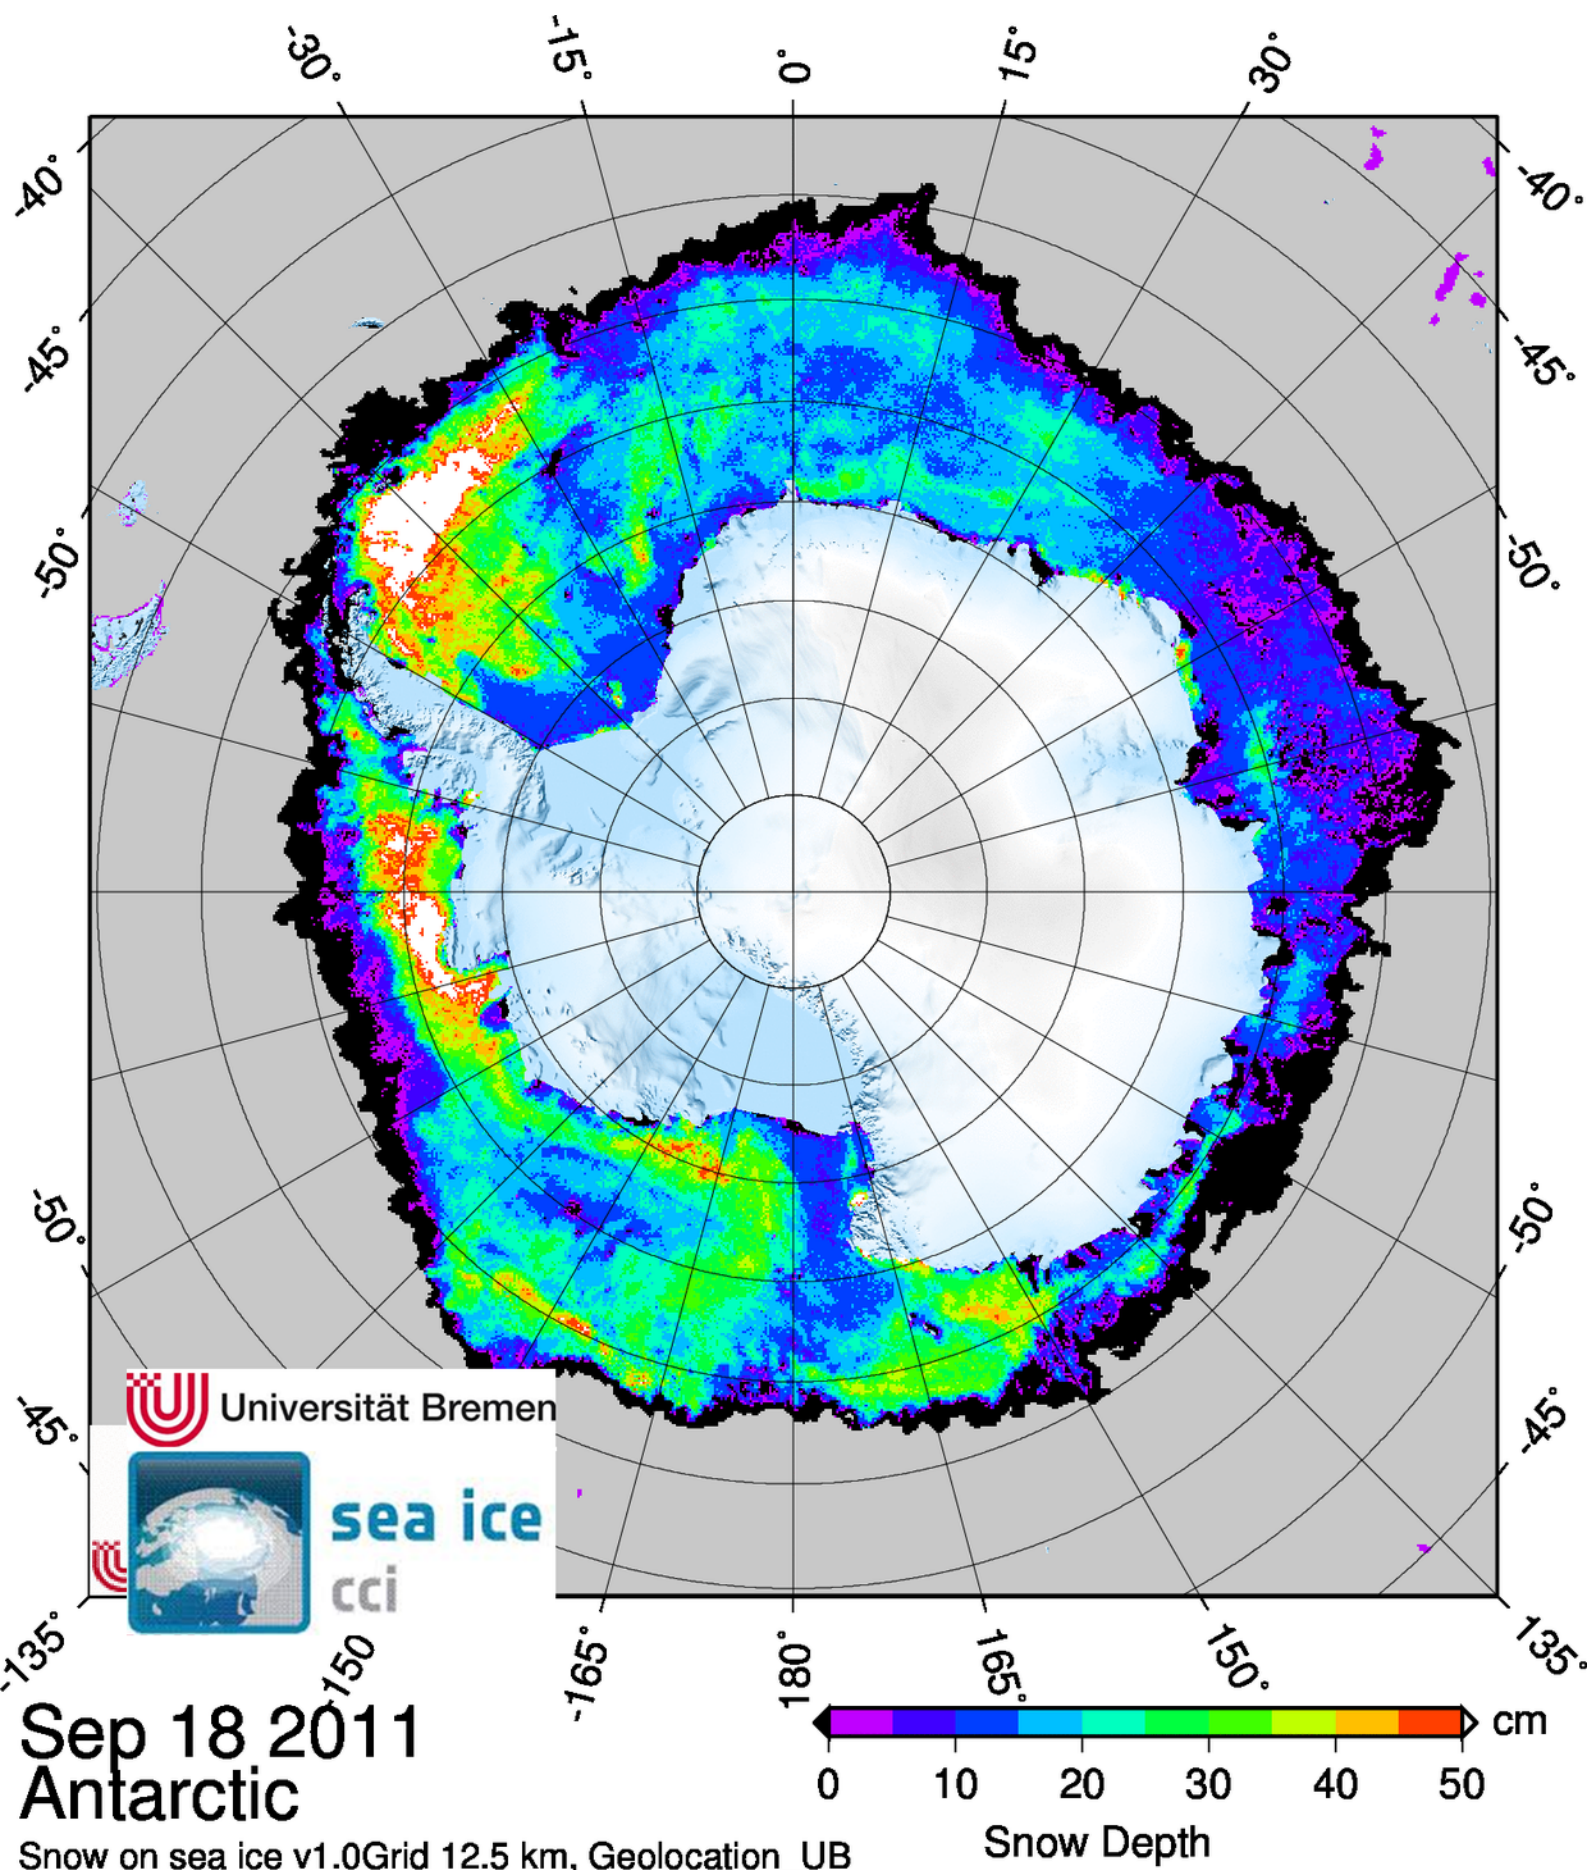 -30° -15° 0° 15° 30°
-40° -40°
-45° -45°
-50° -50°
-50° -50°
-45° -45°
Universität Bremen
sea ice
cci
-135° -150 -165° 180° 165° 150° 135°
Sep 18 2011
Antarctic
cm
0 10 20 30 40 50
Snow Depth
Snow on sea ice v1.0Grid 12.5 km, Geolocation UB